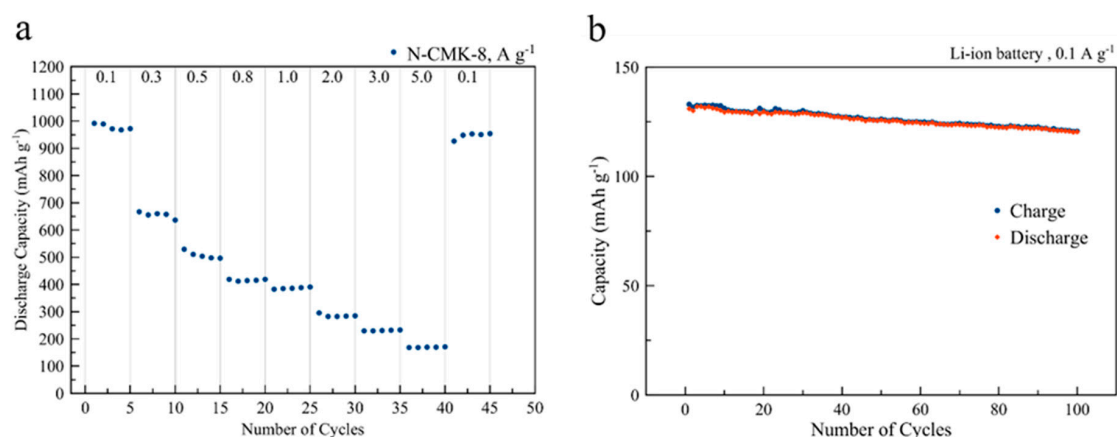 a
N-CMK-8, A g⁻¹
1200
1100
1000
900
800
700
600
500
400
300
200
100
0
0.1 0.3 0.5 0.8 1.0 2.0 3.0 5.0 0.1
Discharge Capacity (mAh g⁻¹)
0 5 10 15 20 25 30 35 40 45 50
Number of Cycles
b
Li-ion battery , 0.1 A g⁻¹
150
100
50
0
Capacity (mAh g⁻¹)
Charge
Discharge
0 20 40 60 80 100
Number of Cycles